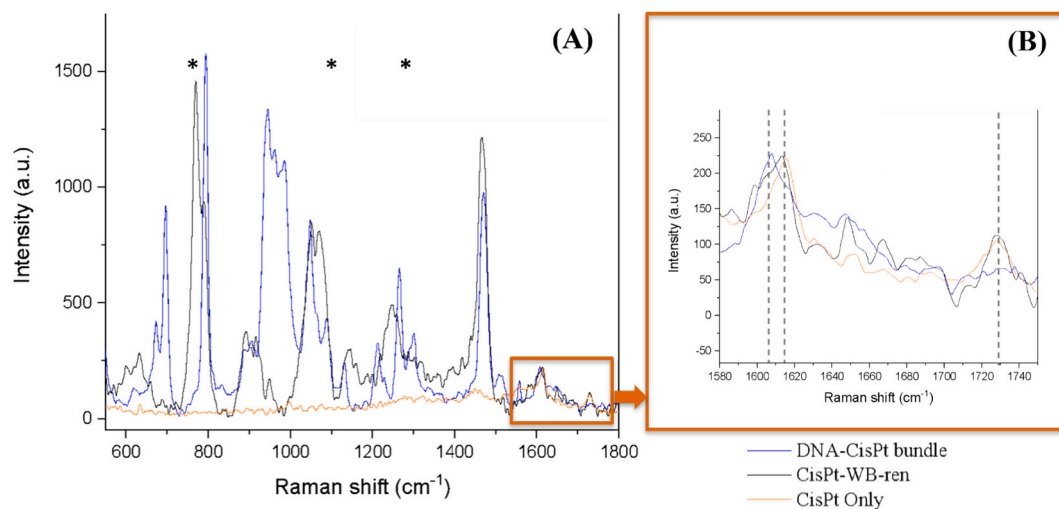 (A)
* * *
1500
1000
500
0
Intensity (a.u.)
600 800 1000 1200 1400 1600 1800
Raman shift (cm⁻¹)
(B)
250
200
150
100
50
0
-50
Intensity (a.u.)
1580 1600 1620 1640 1660 1680 1700 1720 1740
Raman shift (cm⁻¹)
DNA-CisPt bundle
CisPt-WB-ren
CisPt Only